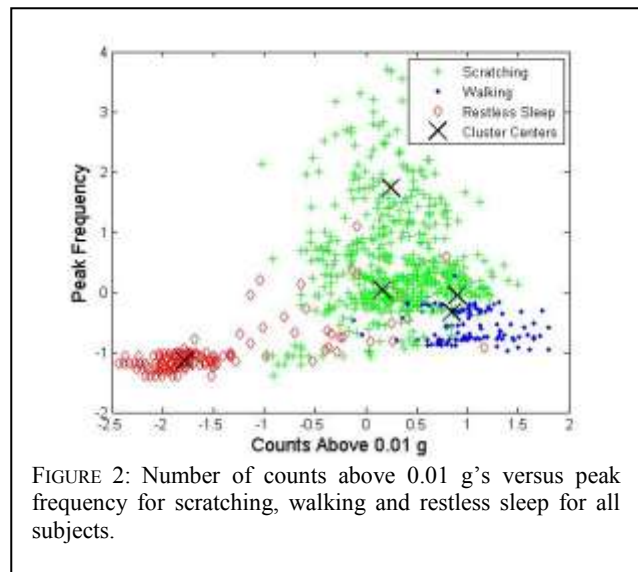 4
3
2
1
0
-1
-2
Peak Frequency
Scratching
Walking
Restless Sleep
Cluster Centers
-2.5 -2 -1.5 -1 -0.5 0 0.5 1 1.5 2
Counts Above 0.01 g
FIGURE 2: Number of counts above 0.01 g's versus peak
frequency for scratching, walking and restless sleep for all
subjects.